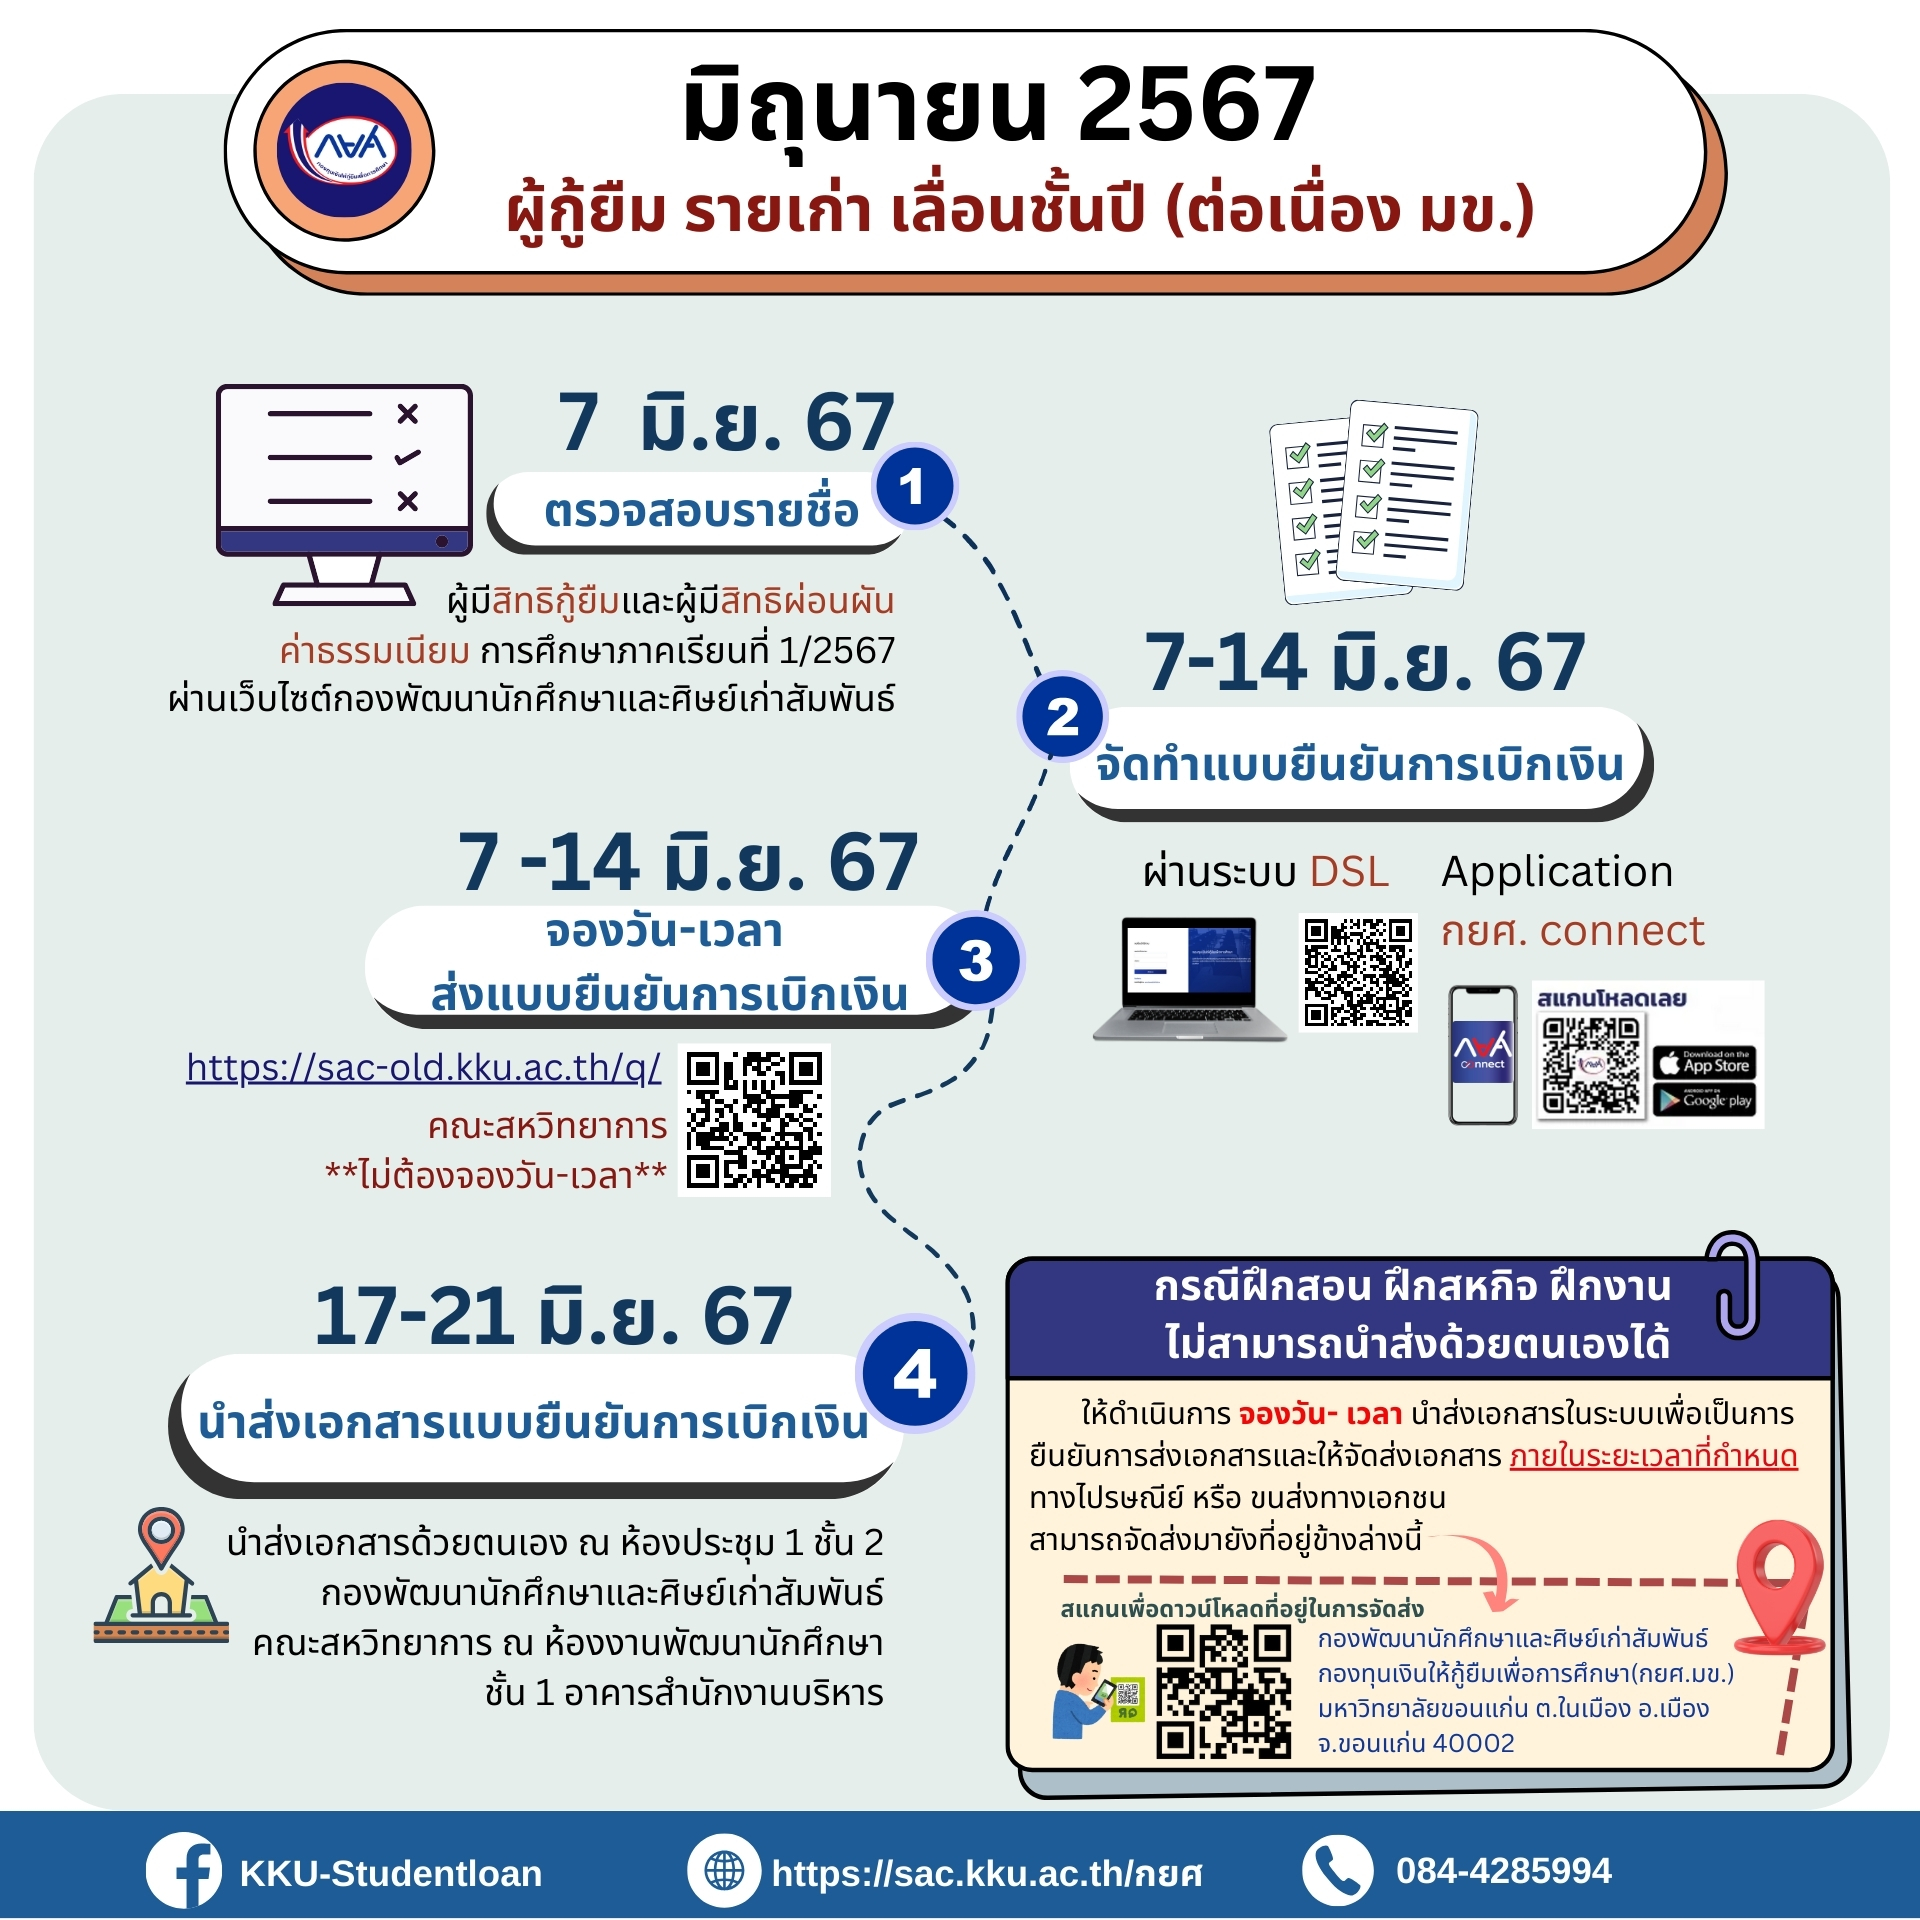 มิถุนายน 2567
ผู้กู้ยืม รายเก่า เลื่อนชั้นปี (ต่อเนื่อง มข.)
กยศ
กองทุนเงินให้กู้ยืมเพื่อการศึกษา
7 มิ.ย. 67
1
ตรวจสอบรายชื่อ
ผู้มีสิทธิกู้ยืมและผู้มีสิทธิผ่อนผัน
ค่าธรรมเนียม การศึกษาภาคเรียนที่ 1/2567
ผ่านเว็บไซต์กองพัฒนานักศึกษาและศิษย์เก่าสัมพันธ์
7-14 มิ.ย. 67
2
จัดทำแบบยืนยันการเบิกเงิน
ผ่านระบบ DSL
Application
กยศ. connect
กยศ
connect
สแกนโหลดเลย
Download on the
App Store
ANDROID APP ON
Google play
7 -14 มิ.ย. 67
จองวัน-เวลา
3
ส่งแบบยืนยันการเบิกเงิน
https://sac-old.kku.ac.th/q/
คณะสหวิทยาการ
**ไม่ต้องจองวัน-เวลา**
17-21 มิ.ย. 67
4
นำส่งเอกสารแบบยืนยันการเบิกเงิน
นำส่งเอกสารด้วยตนเอง ณ ห้องประชุม 1 ชั้น 2
กองพัฒนานักศึกษาและศิษย์เก่าสัมพันธ์
คณะสหวิทยาการ ณ ห้องงานพัฒนานักศึกษา
ชั้น 1 อาคารสำนักงานบริหาร
กรณีฝึกสอน ฝึกสหกิจ ฝึกงาน
ไม่สามารถนำส่งด้วยตนเองได้
ให้ดำเนินการ จองวัน- เวลา นำส่งเอกสารในระบบเพื่อเป็นการ
ยืนยันการส่งเอกสารและให้จัดส่งเอกสาร ภายในระยะเวลาที่กำหนด
ทางไปรษณีย์ หรือ ขนส่งทางเอกชน
สามารถจัดส่งมายังที่อยู่ข้างล่างนี้
สแกนเพื่อดาวน์โหลดที่อยู่ในการจัดส่ง
กองพัฒนานักศึกษาและศิษย์เก่าสัมพันธ์
กองทุนเงินให้กู้ยืมเพื่อการศึกษา(กยศ.มข.)
มหาวิทยาลัยขอนแก่น ต.ในเมือง อ.เมือง
จ.ขอนแก่น 40002
KKU-Studentloan
https://sac.kku.ac.th/กยศ
084-4285994